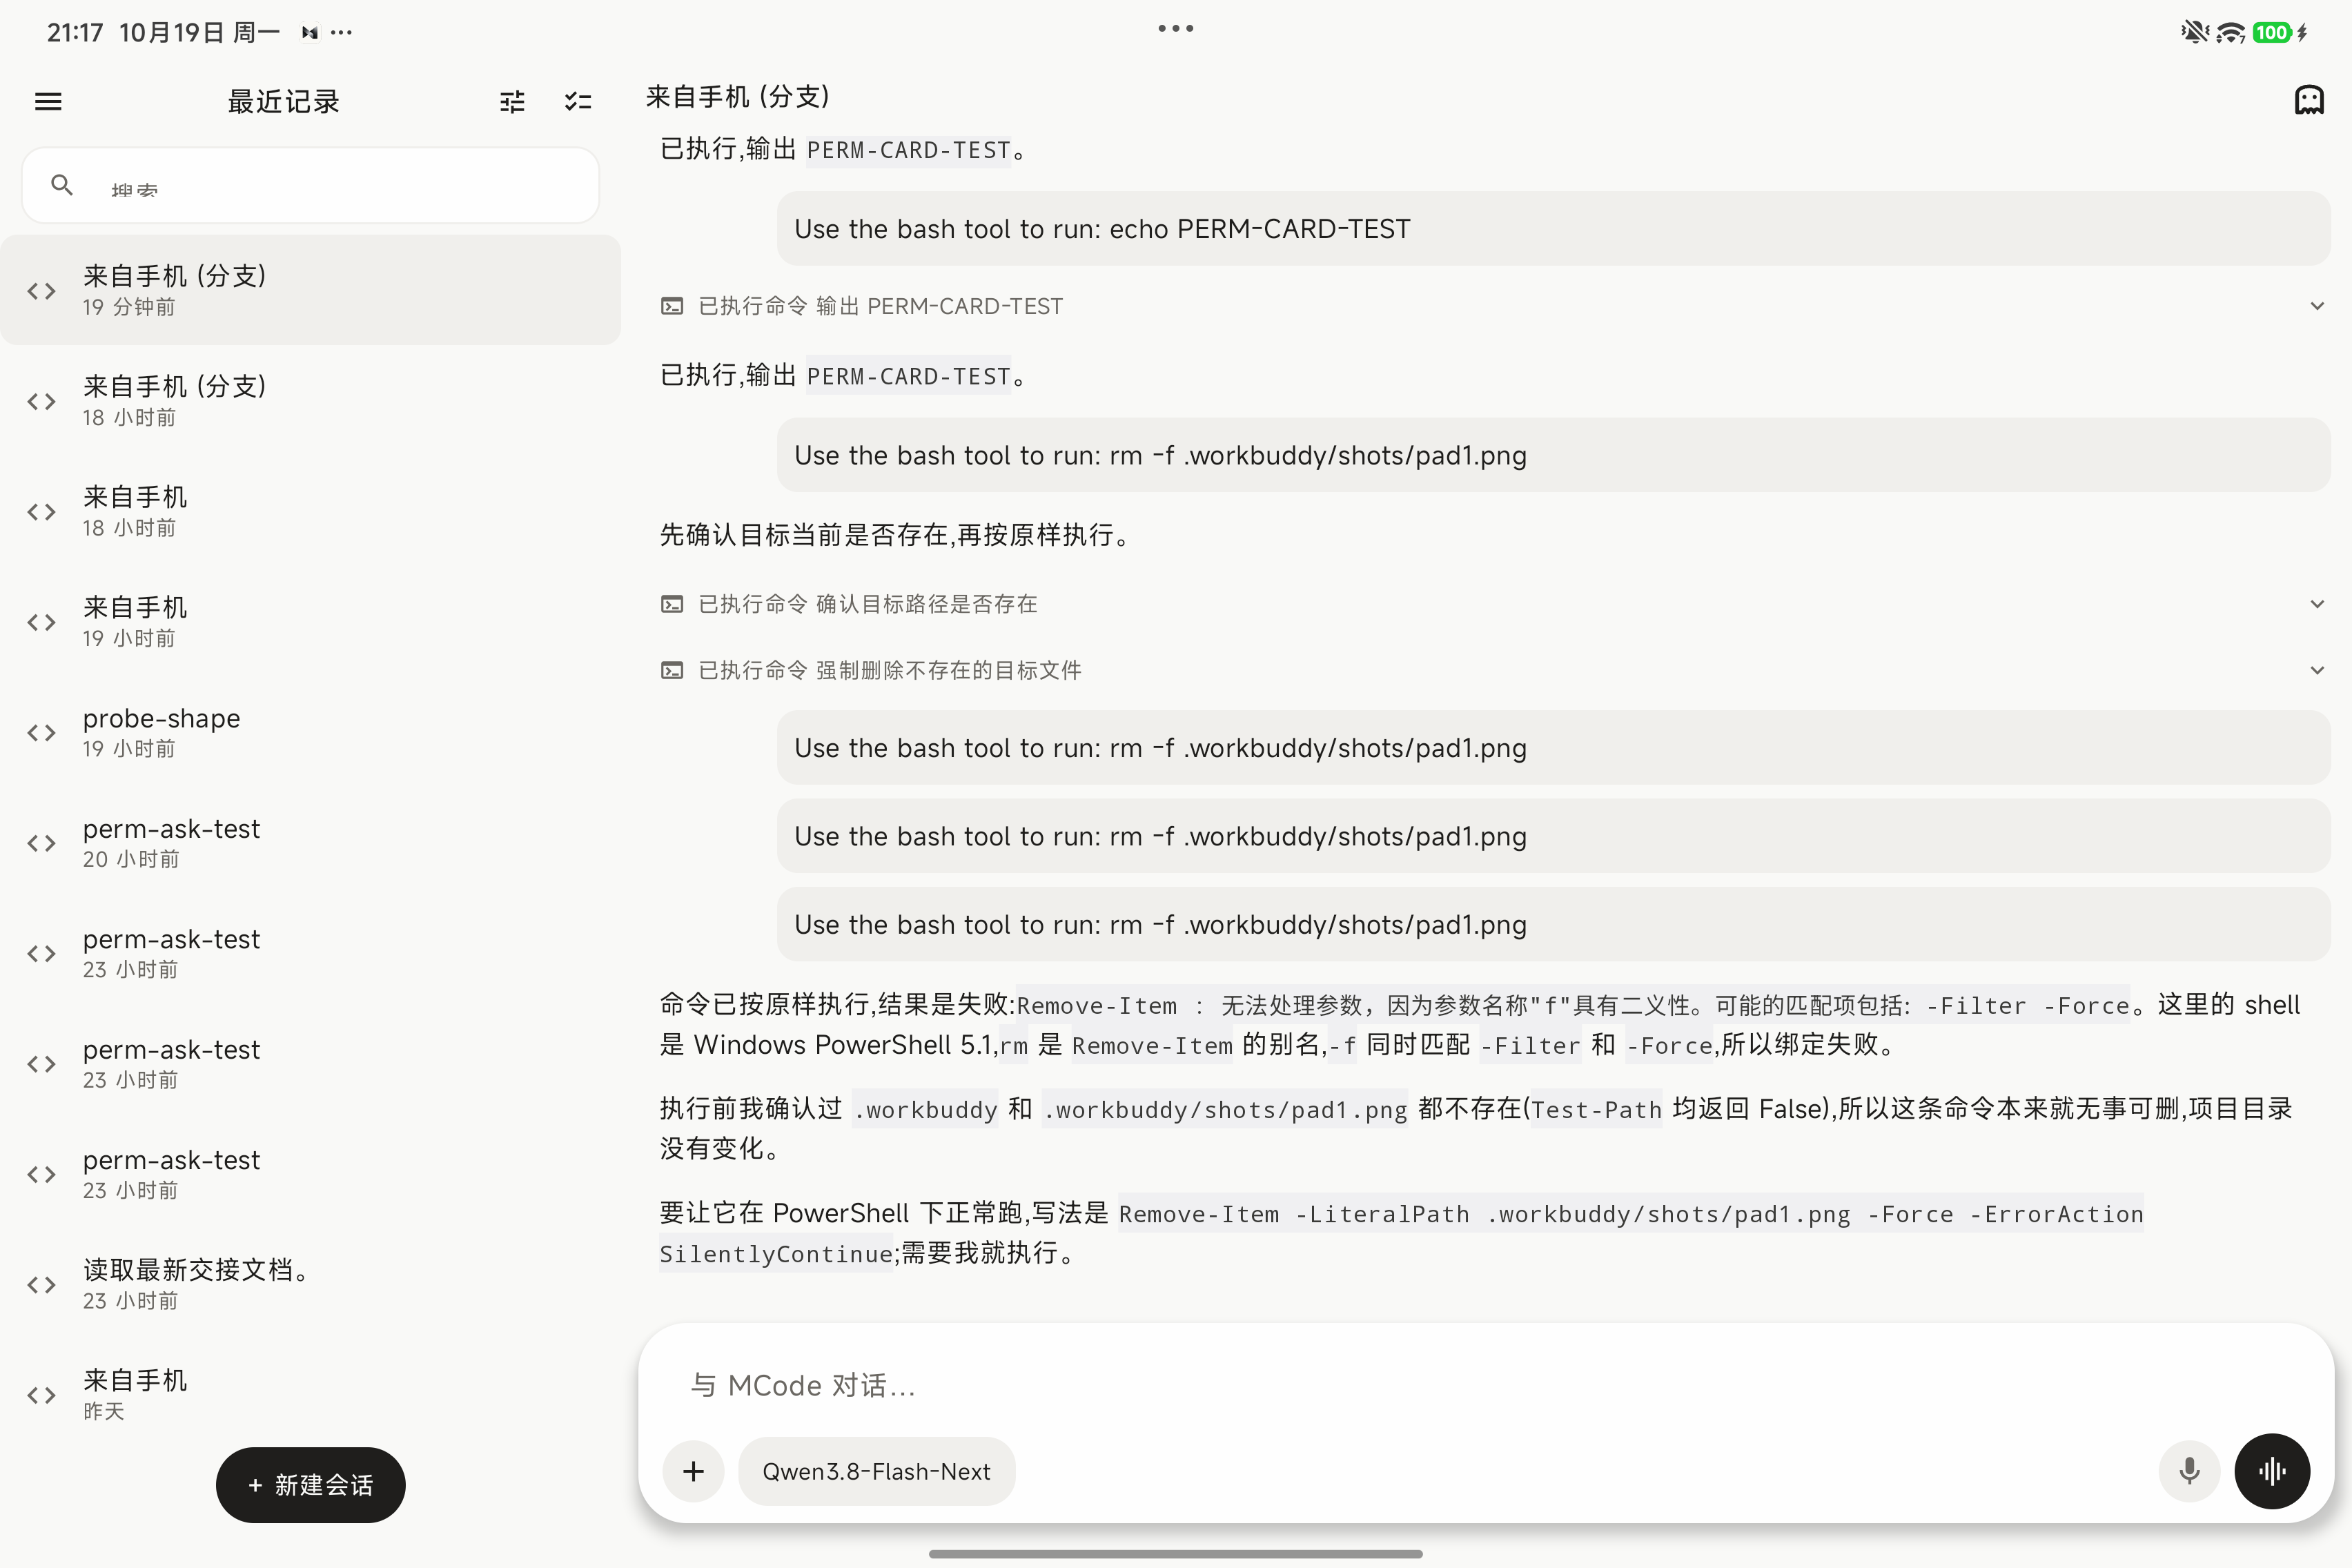 21:17 10月19日 周一
100
最近记录
搜索
来自手机 (分支)
19 分钟前
来自手机 (分支)
18 小时前
来自手机
18 小时前
来自手机
19 小时前
probe-shape
19 小时前
perm-ask-test
20 小时前
perm-ask-test
23 小时前
perm-ask-test
23 小时前
perm-ask-test
23 小时前
读取最新交接文档。
23 小时前
来自手机
昨天
+ 新建会话
来自手机 (分支)
已执行,输出 PERM-CARD-TEST。
Use the bash tool to run: echo PERM-CARD-TEST
已执行命令 输出 PERM-CARD-TEST
已执行,输出 PERM-CARD-TEST。
Use the bash tool to run: rm -f .workbuddy/shots/pad1.png
先确认目标当前是否存在,再按原样执行。
已执行命令 确认目标路径是否存在
已执行命令 强制删除不存在的目标文件
Use the bash tool to run: rm -f .workbuddy/shots/pad1.png
Use the bash tool to run: rm -f .workbuddy/shots/pad1.png
Use the bash tool to run: rm -f .workbuddy/shots/pad1.png
命令已按原样执行,结果是失败:Remove-Item : 无法处理参数，因为参数名称"f"具有二义性。可能的匹配项包括: -Filter -Force。这里的 shell
是 Windows PowerShell 5.1,rm 是 Remove-Item 的别名,-f 同时匹配 -Filter 和 -Force,所以绑定失败。
执行前我确认过 .workbuddy 和 .workbuddy/shots/pad1.png 都不存在(Test-Path 均返回 False),所以这条命令本来就无事可删,项目目录
没有变化。
要让它在 PowerShell 下正常跑,写法是 Remove-Item -LiteralPath .workbuddy/shots/pad1.png -Force -ErrorAction
SilentlyContinue;需要我就执行。
与 MCode 对话...
Qwen3.8-Flash-Next